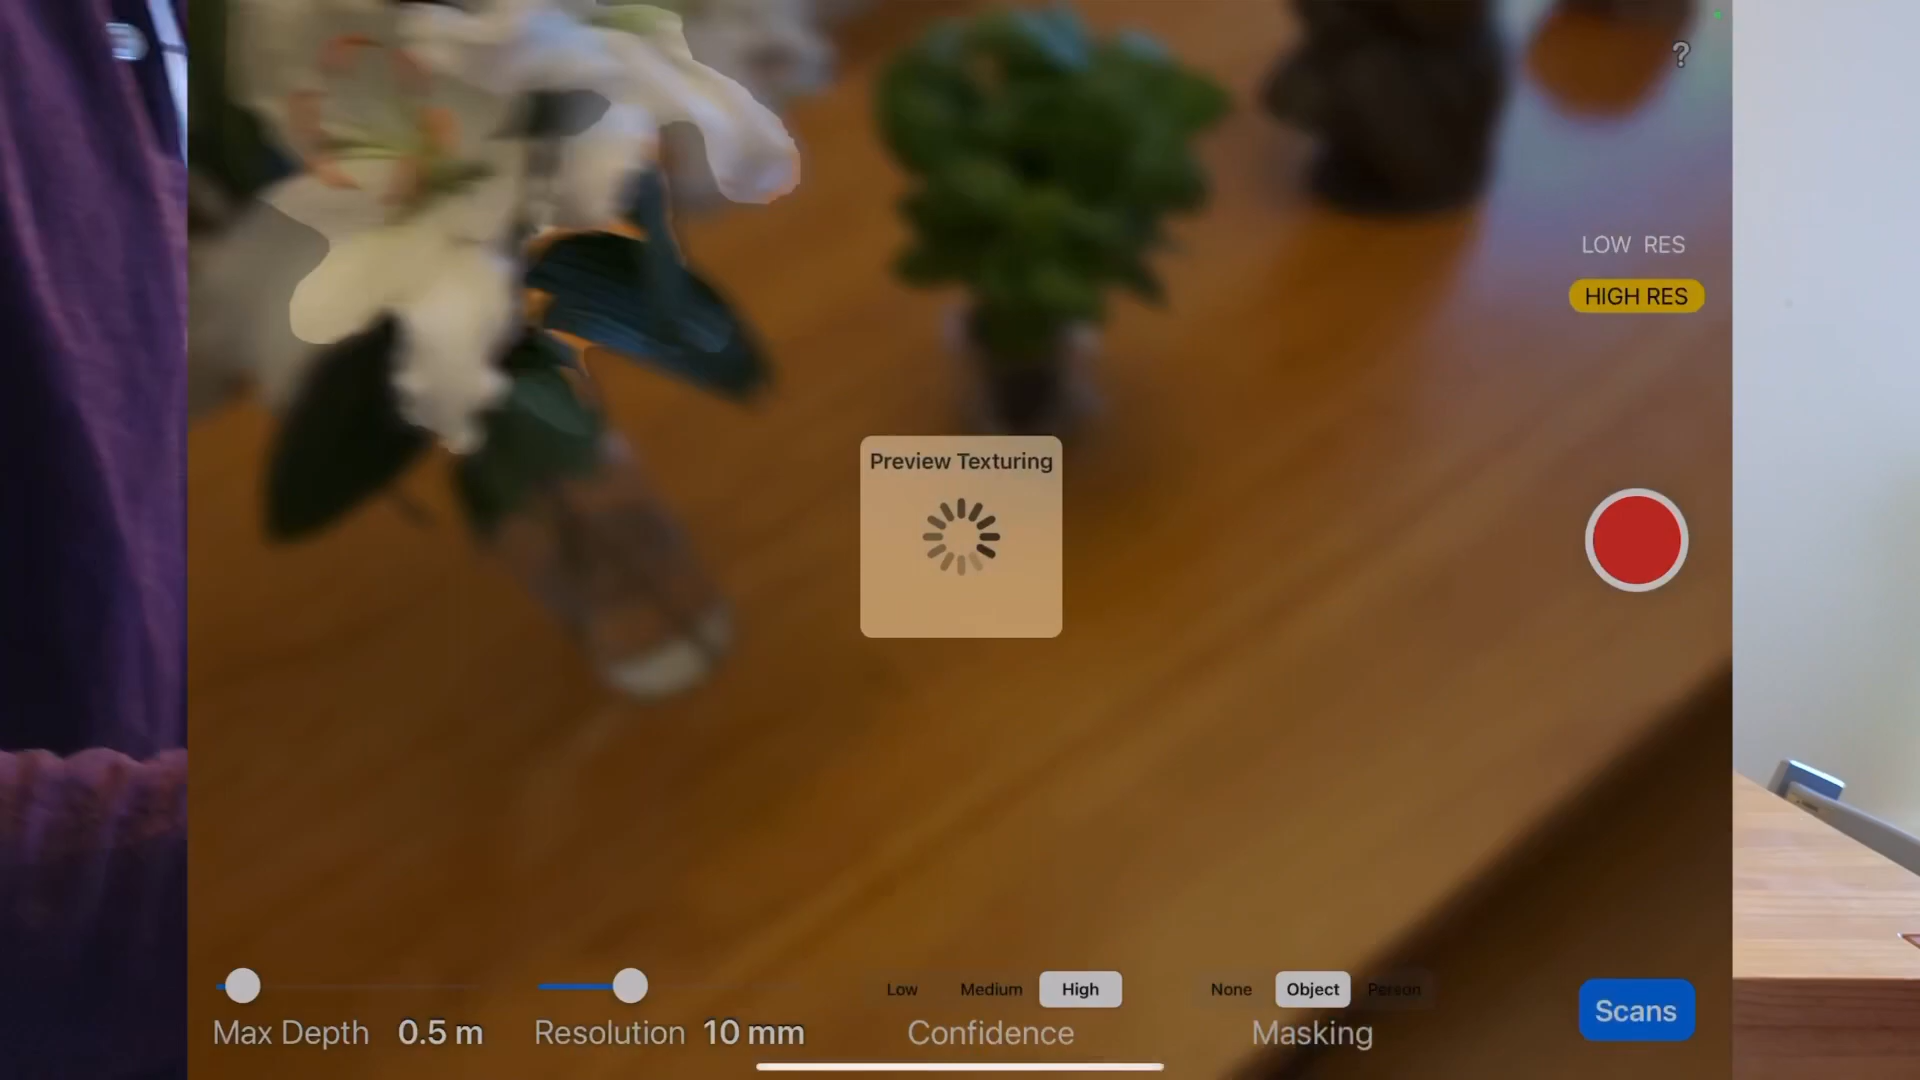 ?
LOW RES
HIGH RES
Preview Texturing
Low Medium High
None Object Person
Max Depth 0.5 m
Resolution 10 mm
Confidence
Masking
Scans